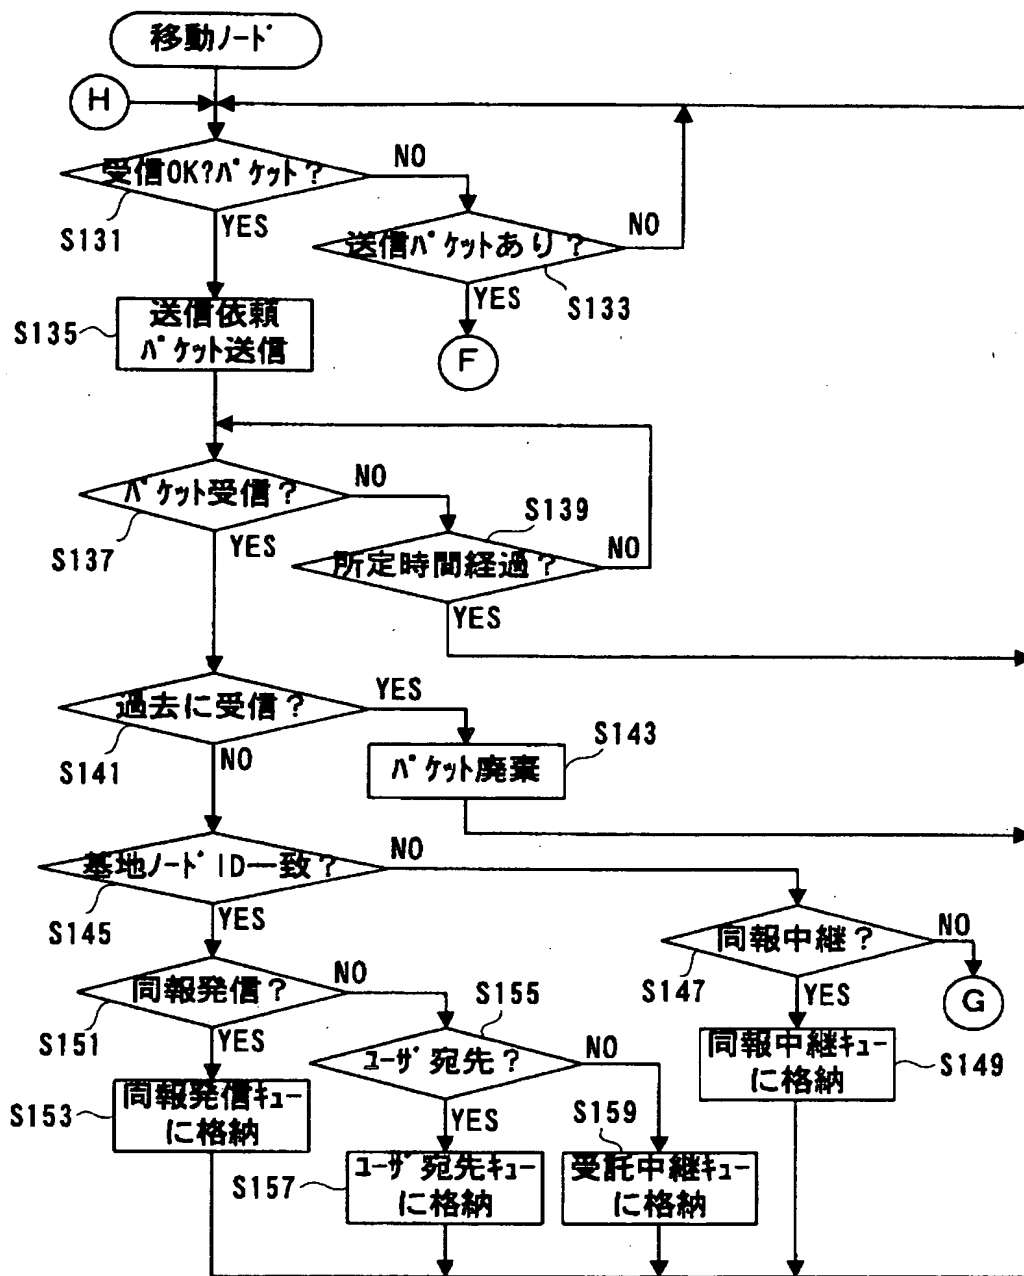 移動ﾉｰﾄﾞ
H
受信OK?ﾊﾟｹｯﾄ?
NO
S131
YES
送信ﾊﾟｹｯﾄあり?
NO
S133
YES
F
S135
送信依頼
ﾊﾟｹｯﾄ送信
ﾊﾟｹｯﾄ受信?
NO
S137
YES
S139
所定時間経過?
NO
YES
過去に受信?
YES
S141
NO
S143
ﾊﾟｹｯﾄ廃棄
基地ﾉｰﾄﾞID一致?
NO
S145
YES
同報中継?
NO
S147
YES
G
同報中継ｷｭｰ
に格納
S149
同報発信?
NO
S151
YES
S155
ﾕｰｻﾞ宛先?
NO
YES
S153
同報発信ｷｭｰ
に格納
S157
ﾕｰｻﾞ宛先ｷｭｰ
に格納
S159
受託中継ｷｭｰ
に格納